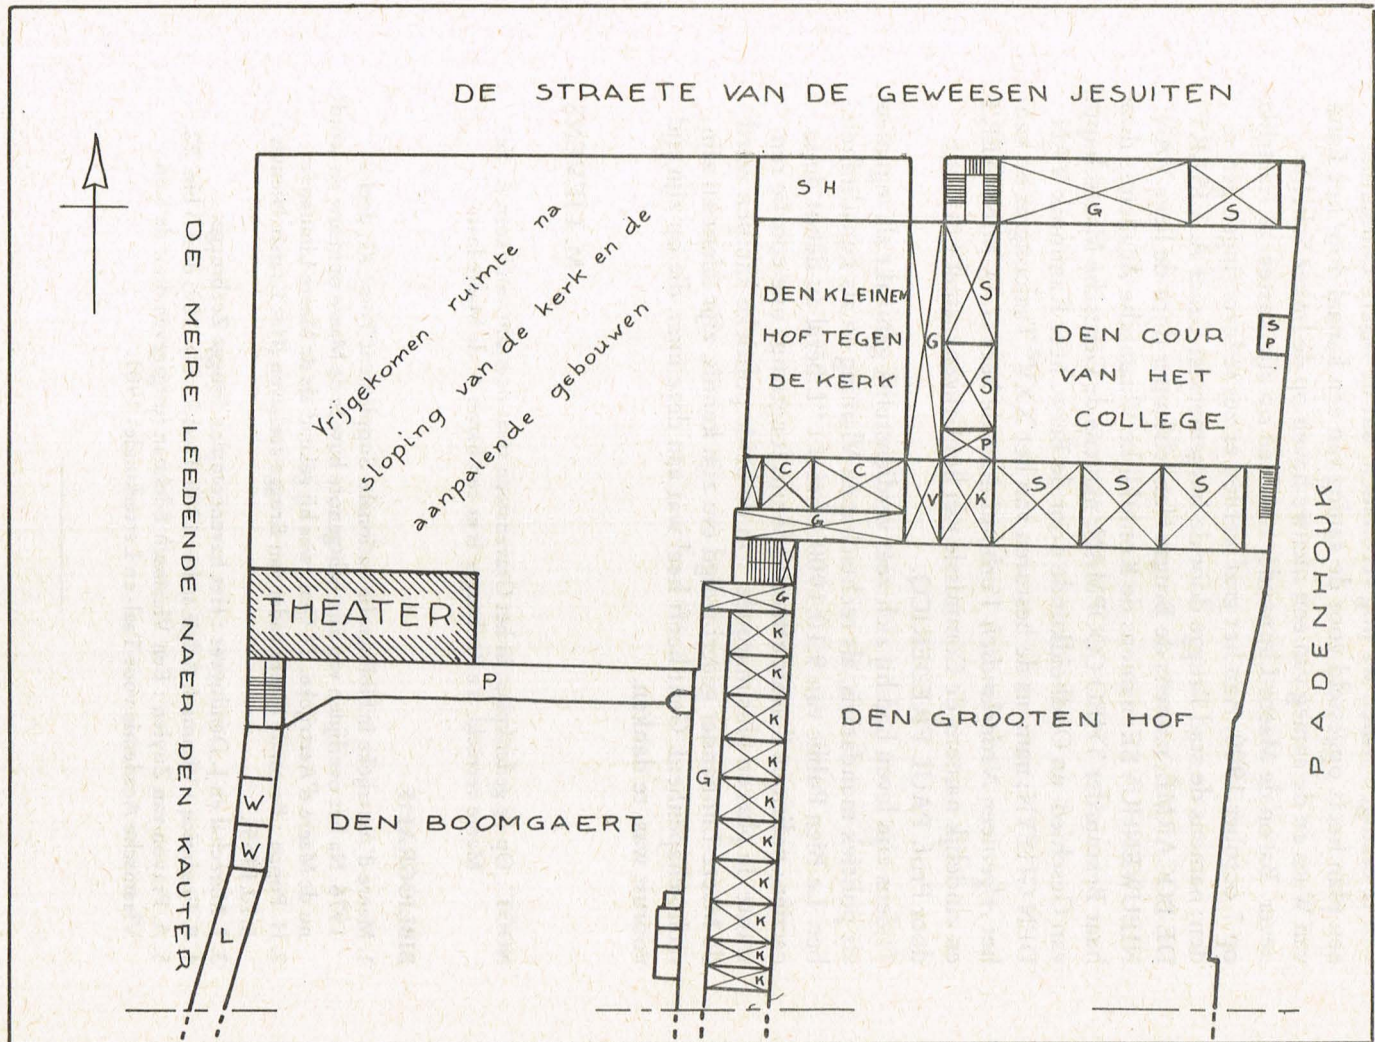 DE STRAETE VAN DE GEWEESEN JESUITEN
DE MEIRE LEEDENDE NAER DEN KAUTER
Vrijgekomen ruimte na
sloping van de kerk en de
aanpalende gebouwen
S H
G
S
DEN KLEINEN
HOF TEGEN
DE KERK
G
S
S
P
DEN COUR
VAN HET
COLLEGE
S
P
C
C
V
K
S
S
S
G
PADENHOUK
THEATER
G
P
K
K
K
K
K
K
K
K
K
K
G
DEN GROOTEN HOF
DEN BOOMGAERT
W
W
L